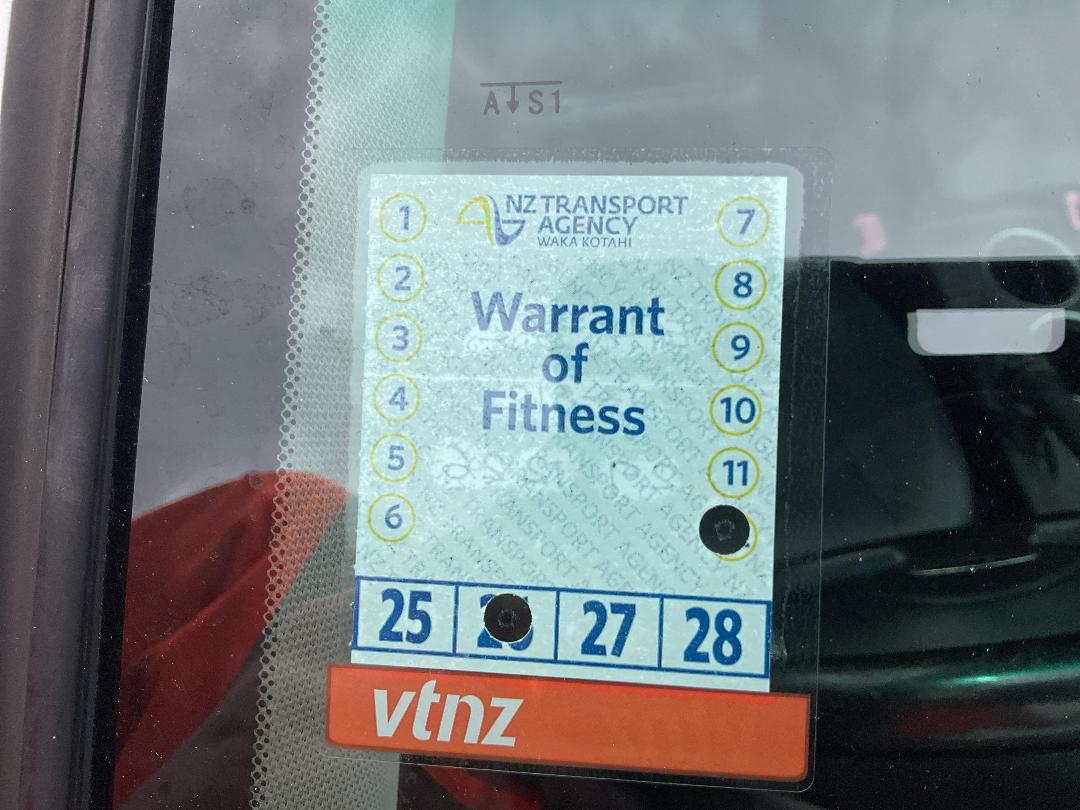 A↓S1
NZ TRANSPORT
AGENCY
WAKA KOTAHI
1
2
3
4
5
6
Warrant
of
Fitness
7
8
9
10
11
25 27 28
vtnz